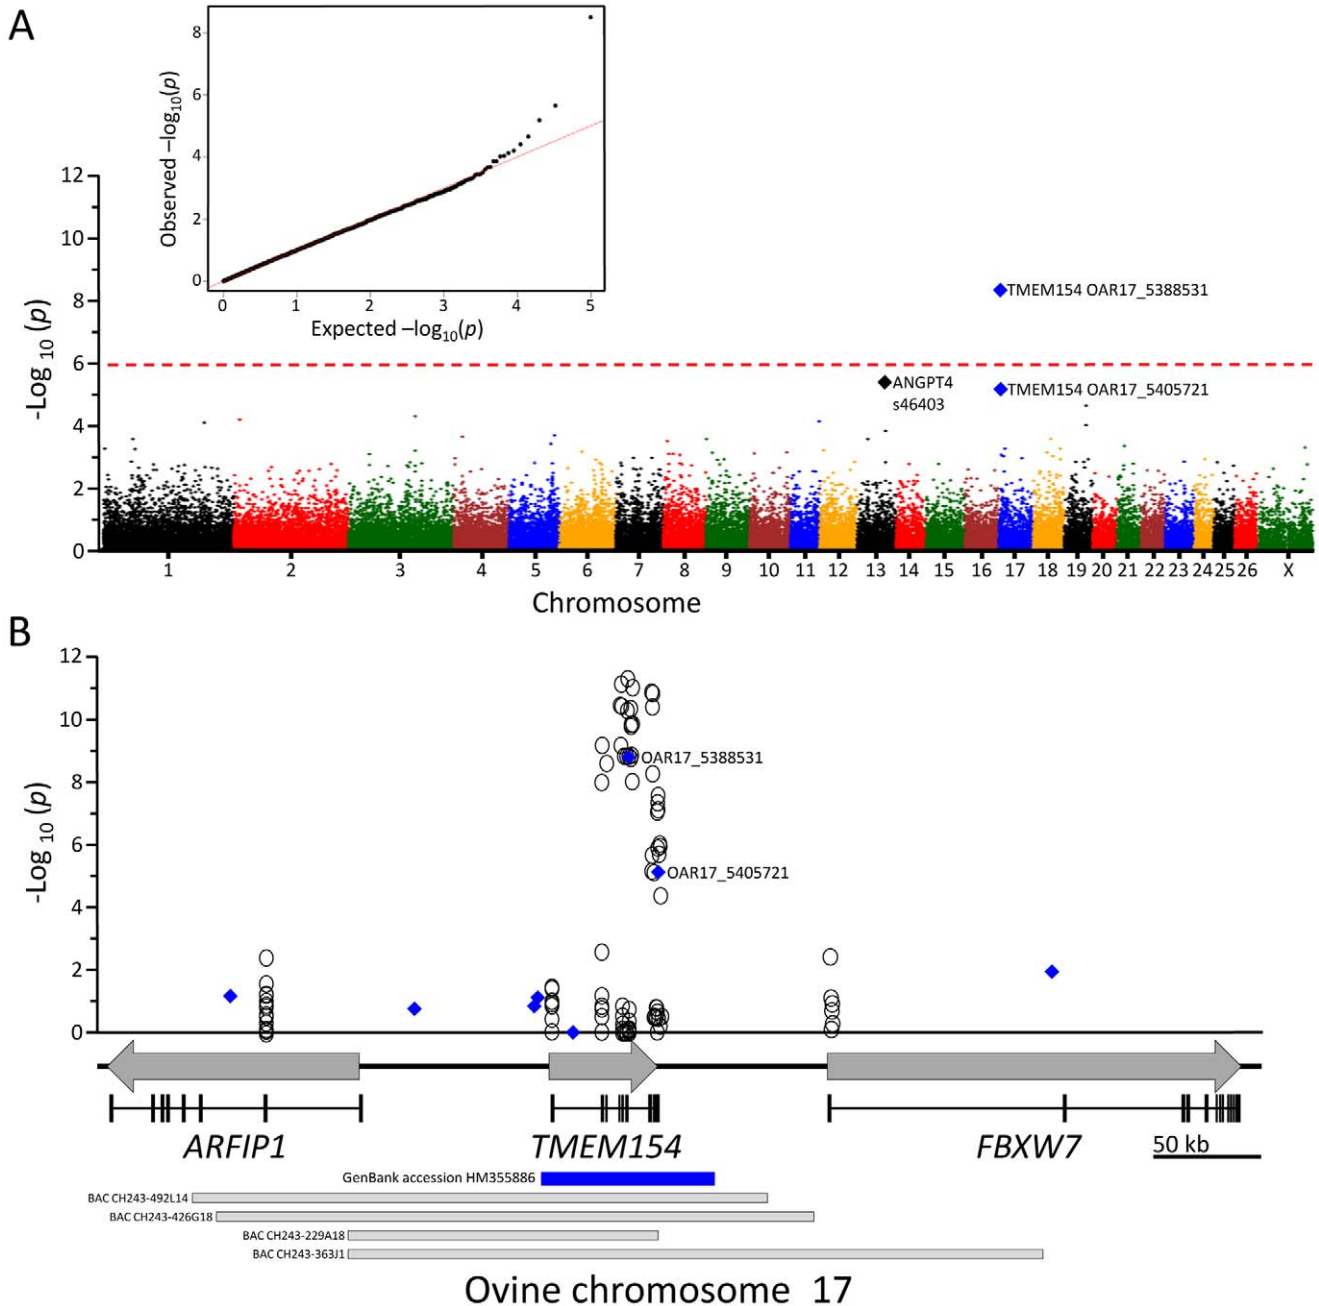 A
8
6
4
2
0
Observed –log10(p)
0 1 2 3 4 5
Expected –log10(p)
12
10
8
6
4
2
0
-Log 10 (p)
TMEM154 OAR17_5388531
ANGPT4
s46403
TMEM154 OAR17_5405721
1 2 3 4 5 6 7 8 9 10 11 12 13 14 15 16 17 18 19 20 21 22 23 24 25 26 X
Chromosome
B
12
10
8
6
4
2
0
-Log 10 (p)
OAR17_5388531
OAR17_5405721
ARFIP1 TMEM154 FBXW7
50 kb
GenBank accession HM355886
BAC CH243-492L14
BAC CH243-426G18
BAC CH243-229A18
BAC CH243-363J1
Ovine chromosome 17